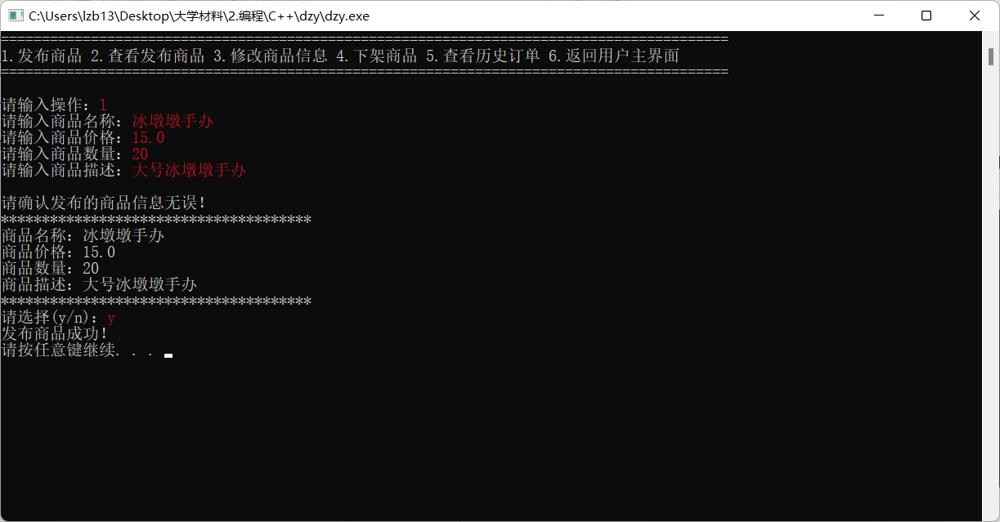 C:\Users\lzb13\Desktop\大学材料\2.编程\C++\dzy\dzy.exe
=========================================================================================
1.发布商品 2.查看发布商品 3.修改商品信息 4.下架商品 5.查看历史订单 6.返回用户主界面
=========================================================================================
请输入操作：1
请输入商品名称：冰墩墩手办
请输入商品价格：15.0
请输入商品数量：20
请输入商品描述：大号冰墩墩手办
请确认发布的商品信息无误！
**************************************
商品名称：冰墩墩手办
商品价格：15.0
商品数量：20
商品描述：大号冰墩墩手办
**************************************
请选择(y/n)：y
发布商品成功！
请按任意键继续. . .